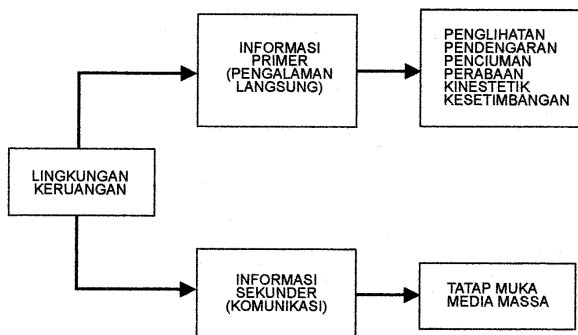 LINGKUNGAN
KERUANGAN
INFORMASI
PRIMER
(PENGALAMAN
LANGSUNG)
PENGLIHATAN
PENDENGARAN
PENCIUMAN
PERABAAN
KINESTETIK
KESETIMBANGAN
INFORMASI
SEKUNDER
(KOMUNIKASI)
TATAP MUKA
MEDIA MASSA